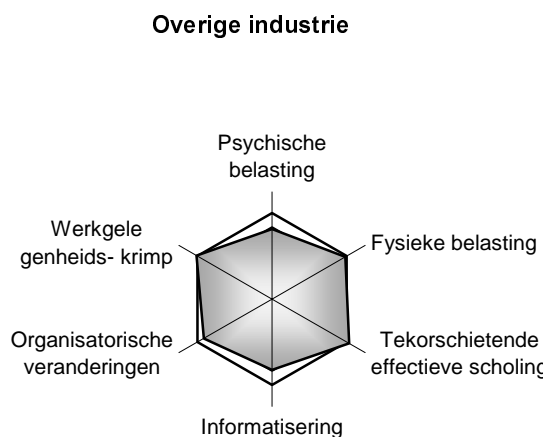 Overige industrie
Psychische
belasting
Werkgele
genheids- krimp
Fysieke belasting
Organisatorische
veranderingen
Tekorschietende
effectieve scholing
Informatisering